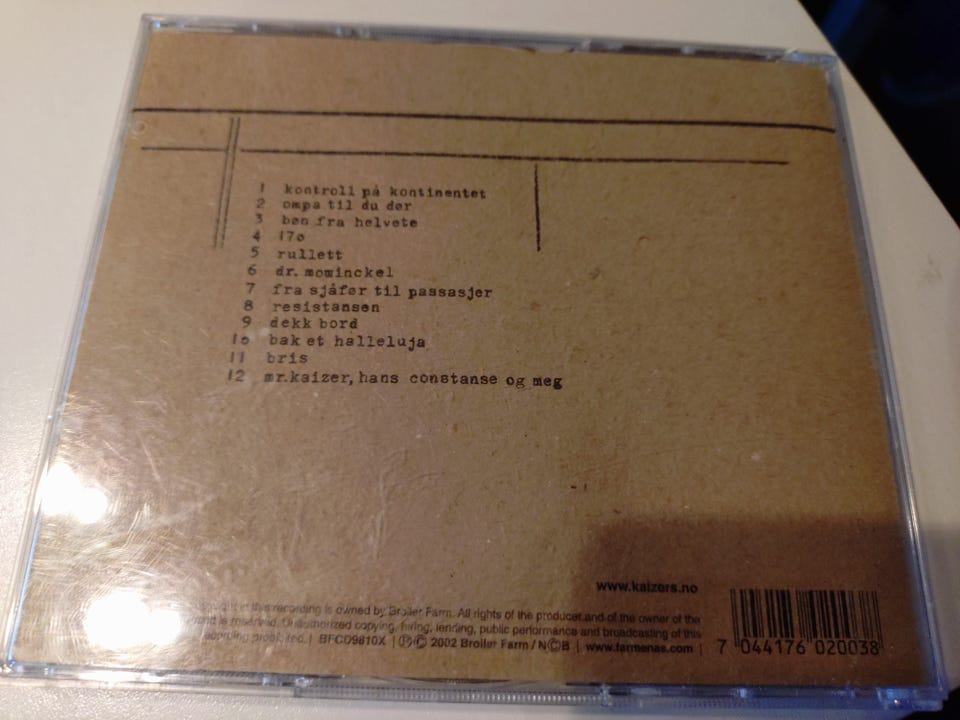 1 kontroll på kontinentet
2 ompa til du dør
3 bøn fra helvete
4 170
5 rullett
6 dr. mominckel
7 fra sjåfør til passasjer
8 resistansen
9 dekk bord
10 bak et halleluja
11 bris
12 mr.kaizer, hans constanse og meg
www.kaizers.no
in this recording is owned by Broiler Farm. All rights of the producer and of the owner of the
is reserved. Unauthorized copying, hiring, lending, public performance and broadcasting of this
recording prohibited. | BFCD9810X | ℗© 2002 Broiler Farm / N©B | www.farmenas.com |
7 044176 020038